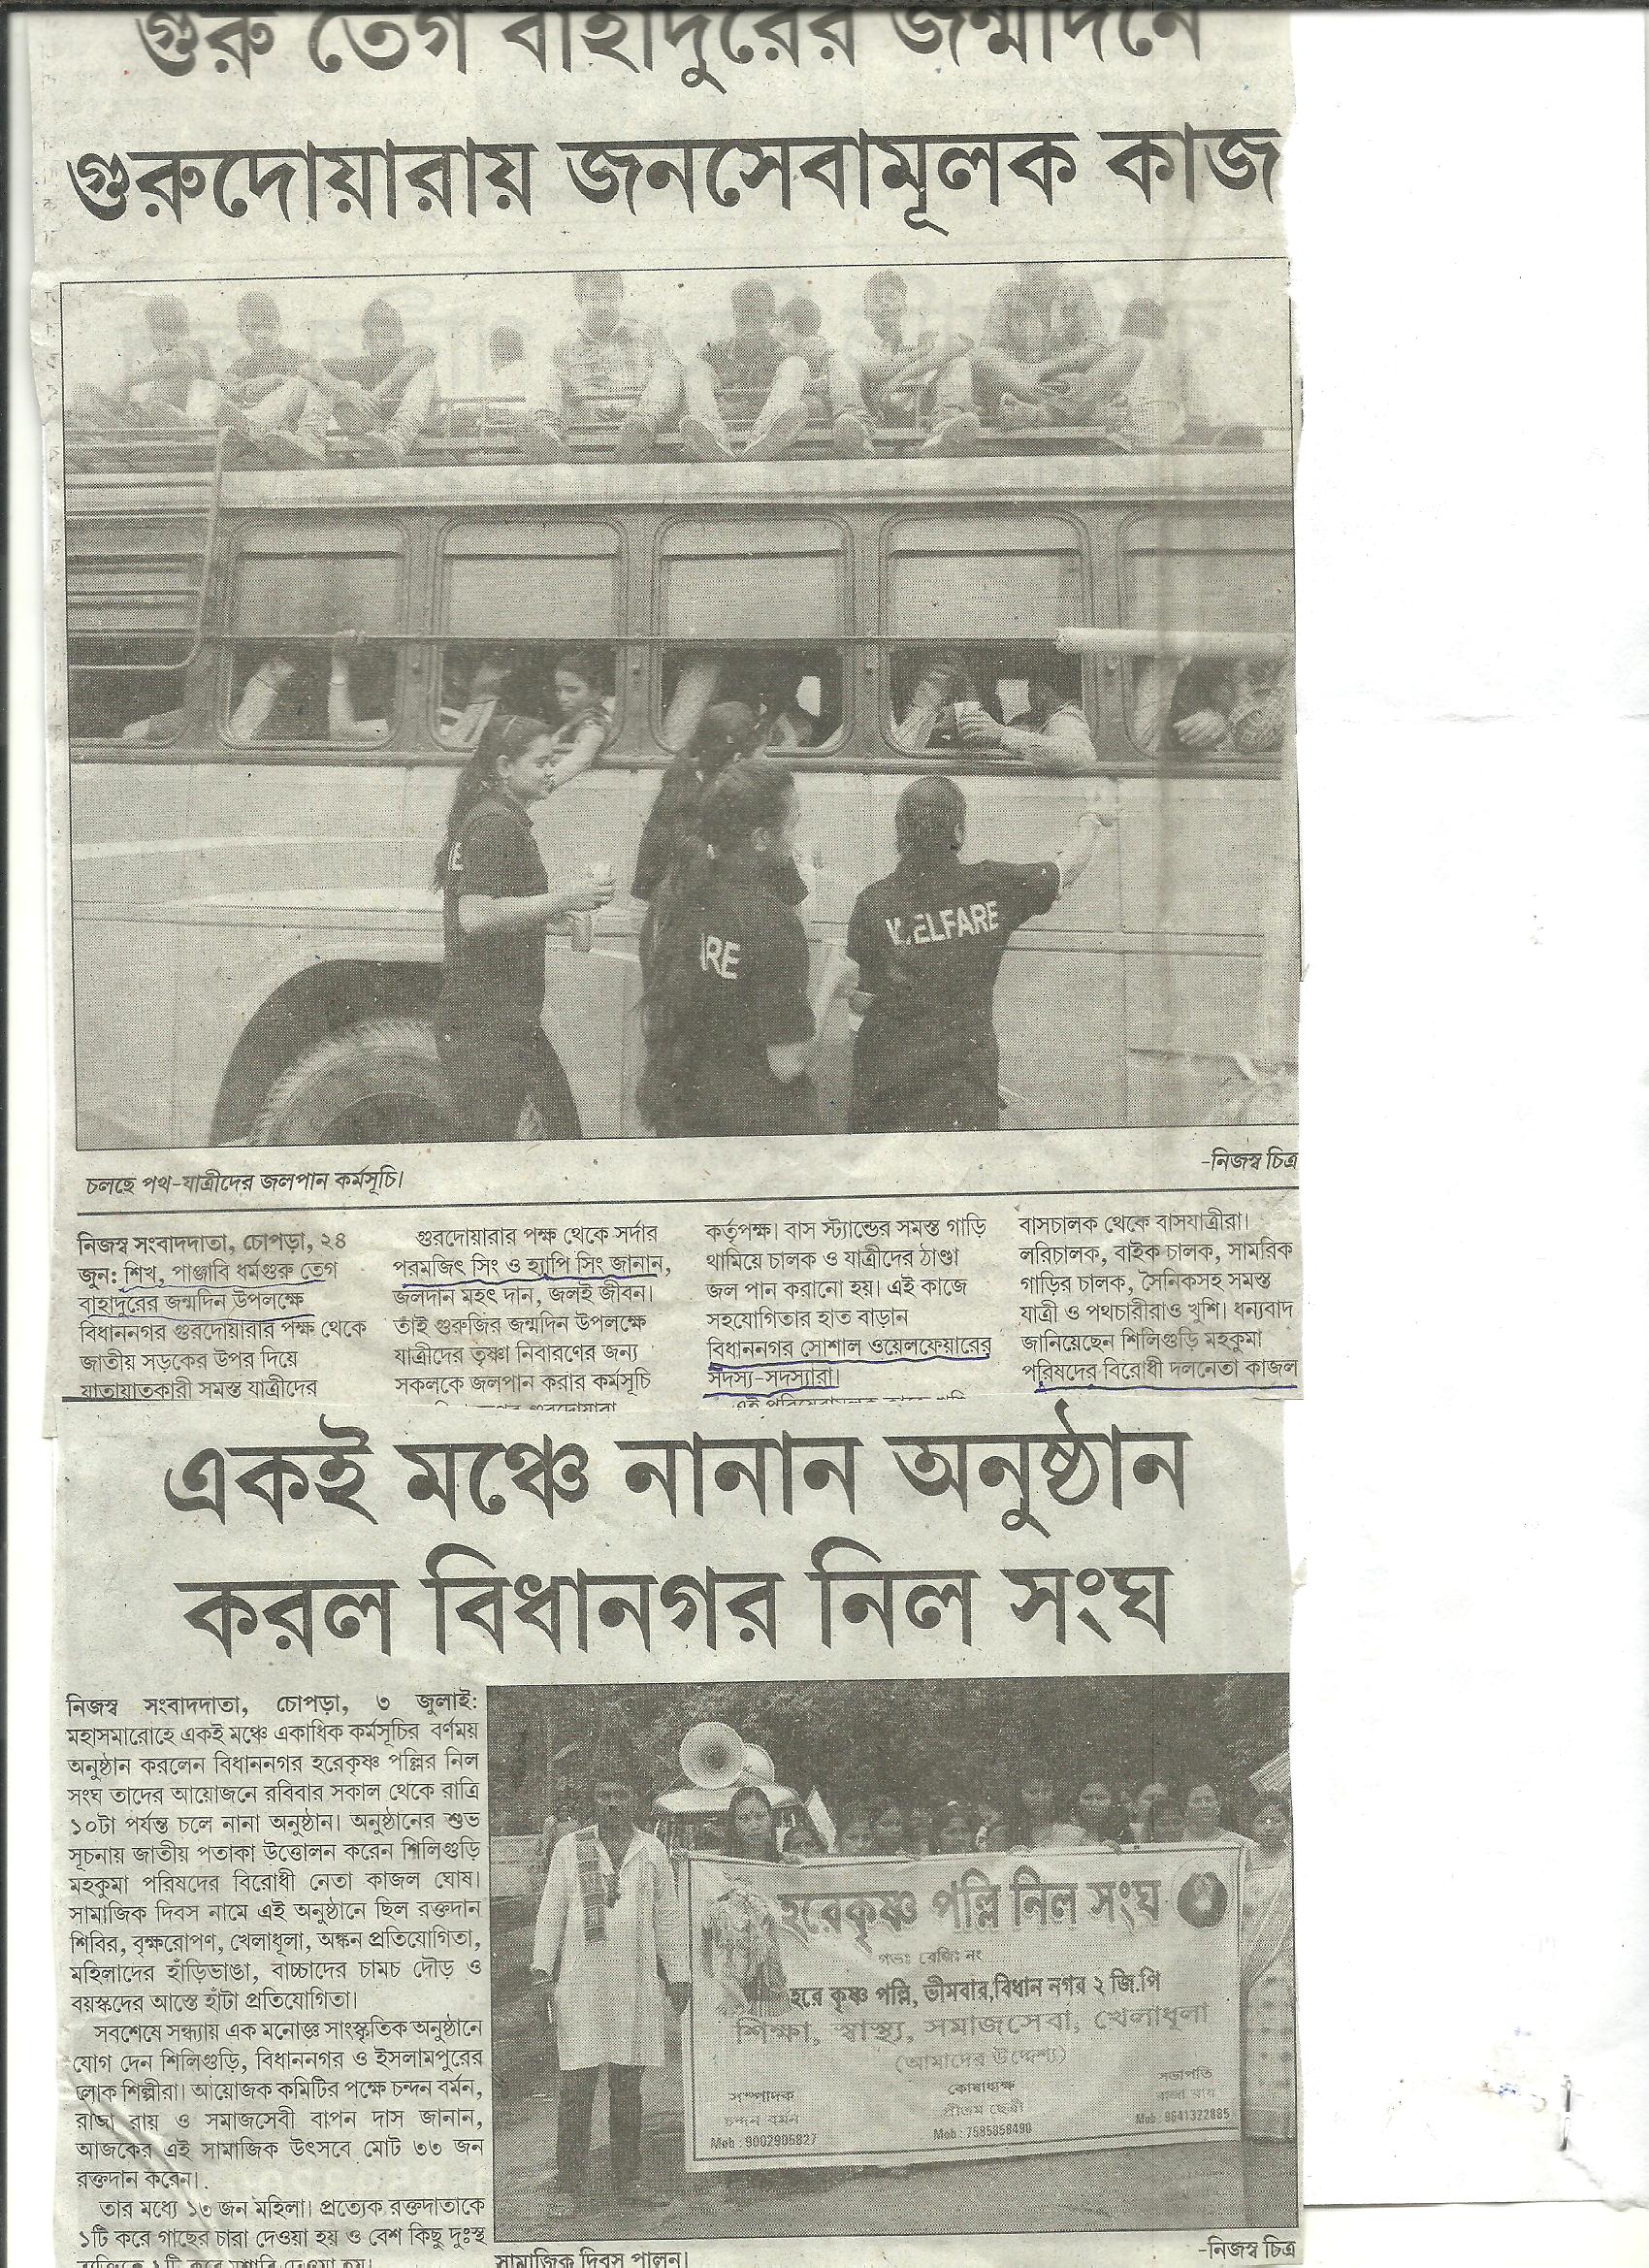 গুরু তেগ বাহাদুরের জন্মদিনে
গুরুদোয়ারায় জনসেবামূলক কাজ
E
IRE
WELFARE
চলছে পথ-যাত্রীদের জলপান কর্মসূচি।
-নিজস্ব চিত্র
নিজস্ব সংবাদদাতা, চোপড়া, ২৪
জুন: শিখ, পাঞ্জাবি ধর্মগুরু তেগ
বাহাদুরের জন্মদিন উপলক্ষে
বিধাননগর গুরদোয়ারার পক্ষ থেকে
জাতীয় সড়কের উপর দিয়ে
যাতায়াতকারী সমস্ত যাত্রীদের
গুরদোয়ারার পক্ষ থেকে সর্দার
পরমজিৎ সিং ও হ্যাপি সিং জানান,
জলদান মহৎ দান, জলই জীবন।
তাঁই গুরুজির জন্মদিন উপলক্ষে
যাত্রীদের তৃষ্ণা নিবারণের জন্য
সকলকে জলপান করার কর্মসূচি
কর্তৃপক্ষ। বাস স্ট্যান্ডের সমস্ত গাড়ি
থামিয়ে চালক ও যাত্রীদের ঠাণ্ডা
জল পান করানো হয়। এই কাজে
সহযোগিতার হাত বাড়ান
বিধাননগর সোশাল ওয়েলফেয়ারের
সদস্য-সদস্যারা।
বাসচালক থেকে বাসযাত্রীরা।
লরিচালক, বাইক চালক, সামরিক
গাড়ির চালক, সৈনিকসহ সমস্ত
যাত্রী ও পথচারীরাও খুশি। ধন্যবাদ
জানিয়েছেন শিলিগুড়ি মহকুমা
পরিষদের বিরোধী দলনেতা কাজল
একই মঞ্চে নানান অনুষ্ঠান
করল বিধানগর নিল সংঘ
নিজস্ব সংবাদদাতা, চোপড়া, ৩ জুলাই:
মহাসমারোহে একই মঞ্চে একাধিক কর্মসূচির বর্ণময়
অনুষ্ঠান করলেন বিধাননগর হরেকৃষ্ণ পল্লির নিল
সংঘ তাদের আয়োজনে রবিবার সকাল থেকে রাত্রি
১০টা পর্যন্ত চলে নানা অনুষ্ঠান। অনুষ্ঠানের শুভ
সূচনায় জাতীয় পতাকা উত্তোলন করেন শিলিগুড়ি
মহকুমা পরিষদের বিরোধী নেতা কাজল ঘোষ।
সামাজিক দিবস নামে এই অনুষ্ঠানে ছিল রক্তদান
শিবির, বৃক্ষরোপণ, খেলাধূলা, অঙ্কন প্রতিযোগিতা,
মহিলাদের হাঁড়িভাঙা, বাচ্চাদের চামচ দৌড় ও
বয়স্কদের আস্তে হাঁটা প্রতিযোগিতা।
সবশেষে সন্ধ্যায় এক মনোজ্ঞ সাংস্কৃতিক অনুষ্ঠানে
যোগ দেন শিলিগুড়ি, বিধাননগর ও ইসলামপুরের
লোক শিল্পীরা। আয়োজক কমিটির পক্ষে চন্দন বর্মন,
রাজা রায় ও সমাজসেবী বাপন দাস জানান,
আজকের এই সামাজিক উৎসবে মোট ৩৩ জন
রক্তদান করেন।
তার মধ্যে ১৩ জন মহিলা। প্রত্যেক রক্তদাতাকে
১টি করে গাছের চারা দেওয়া হয় ও বেশ কিছু দুঃস্থ
হরেকৃষ্ণ পল্লি নিল সংঘ
গভঃ রেজিঃ নং
হরে কৃষ্ণ পল্লি, ভীমবার,বিধান নগর ২ জি.পি
শিক্ষা, স্বাস্থ্য, সমাজসেবা, খেলাধূলা
(আমাদের উদ্দেশ্য)
সম্পাদক
চন্দন বর্মন
Mob : 9002905827
কোষাধ্যক্ষ
প্রীতম ছেত্রী
Mob : 7585858490
সভাপতি
রাজা রায়
Mob : 9641322885
সামাজিক দিবস পালন।
-নিজস্ব চিত্র